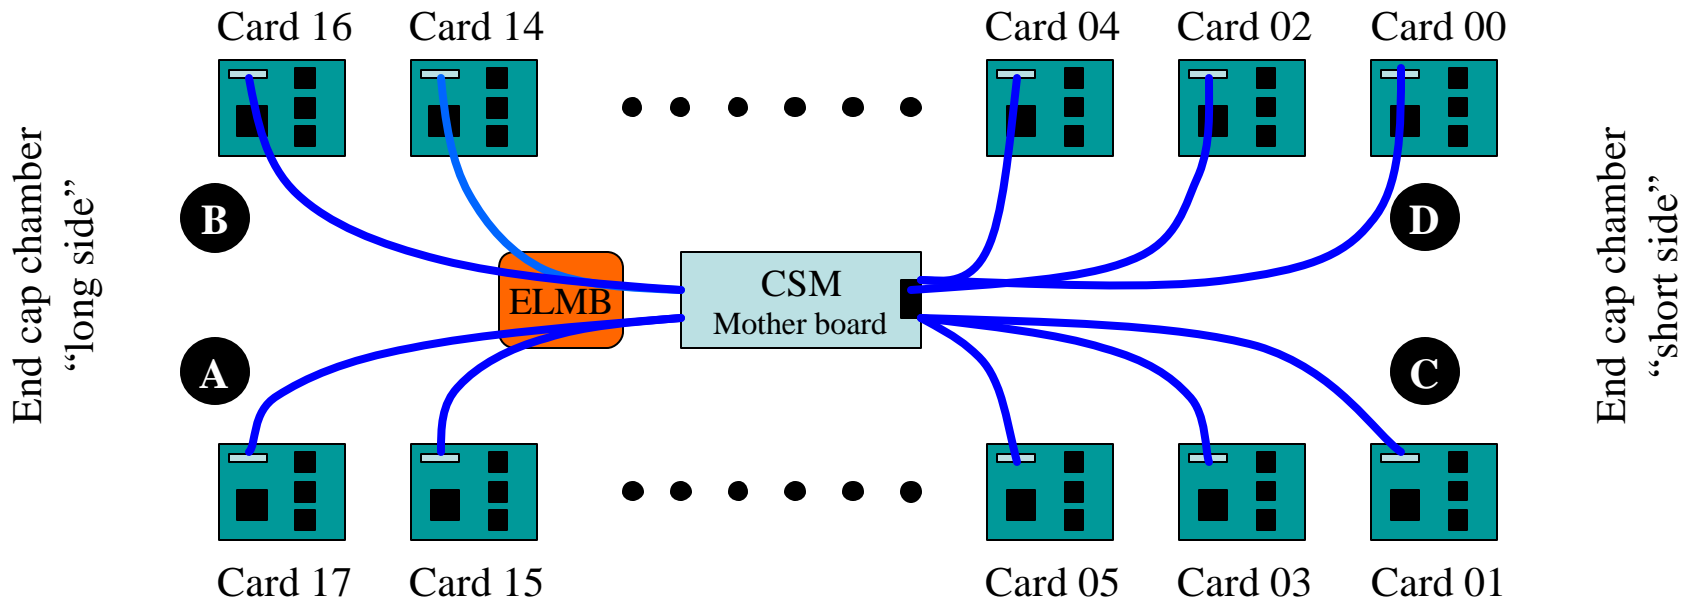 Card 16
Card 14
Card 04
Card 02
Card 00
End cap chamber
“long side”
B
D
ELMB
CSM
Mother board
A
C
End cap chamber
“short side”
Card 17
Card 15
Card 05
Card 03
Card 01